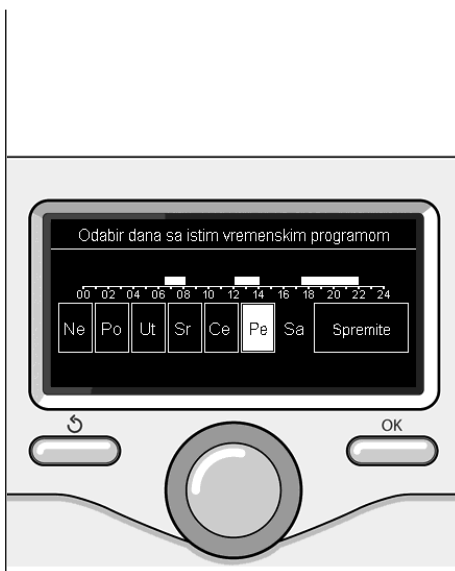 Odabir dana sa istim vremenskim programom
00 02 04 06 08 10 12 14 16 18 20 22 24
Ne Po Ut Sr Ce Pe Sa Spremite
OK